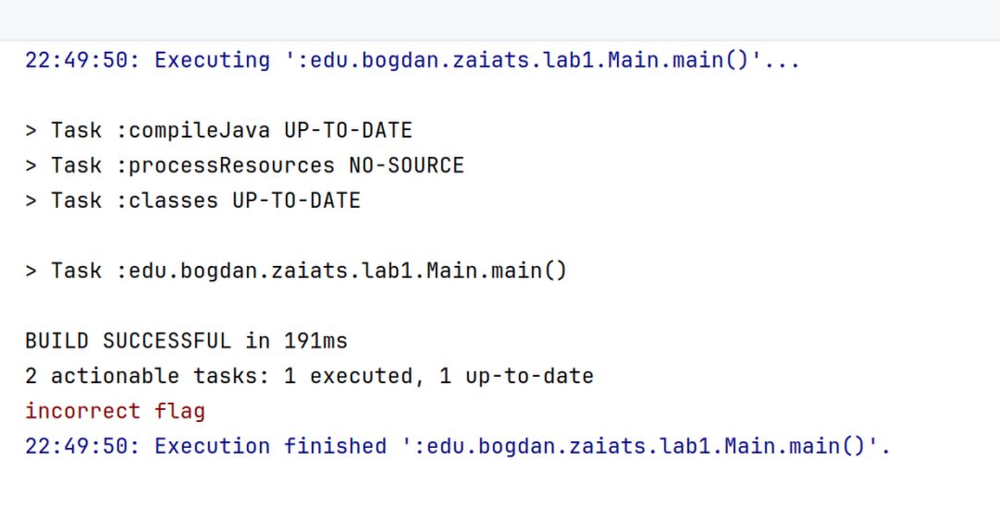 22:49:50: Executing ':edu.bogdan.zaiats.lab1.Main.main()'...
> Task :compileJava UP-TO-DATE
> Task :processResources NO-SOURCE
> Task :classes UP-TO-DATE
> Task :edu.bogdan.zaiats.lab1.Main.main()
BUILD SUCCESSFUL in 191ms
2 actionable tasks: 1 executed, 1 up-to-date
incorrect flag
22:49:50: Execution finished ':edu.bogdan.zaiats.lab1.Main.main()'.